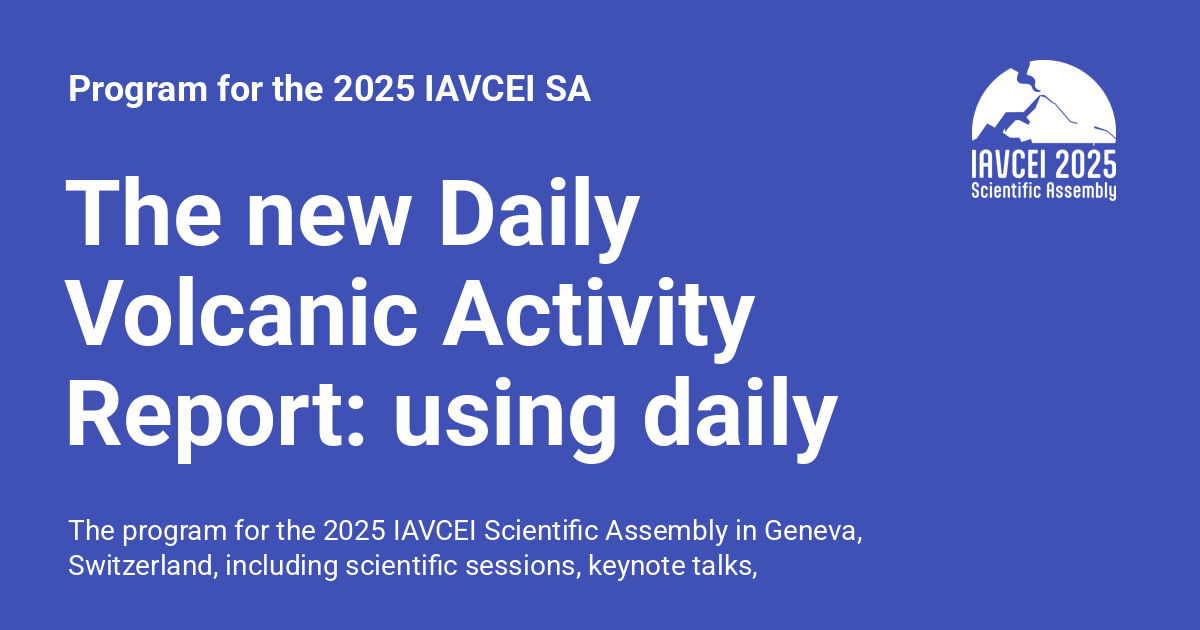 Program for the 2025 IAVCEI SA
IAVCEI 2025
Scientific Assembly
The new Daily
Volcanic Activity
Report: using daily
The program for the 2025 IAVCEI Scientific Assembly in Geneva,
Switzerland, including scientific sessions, keynote talks,